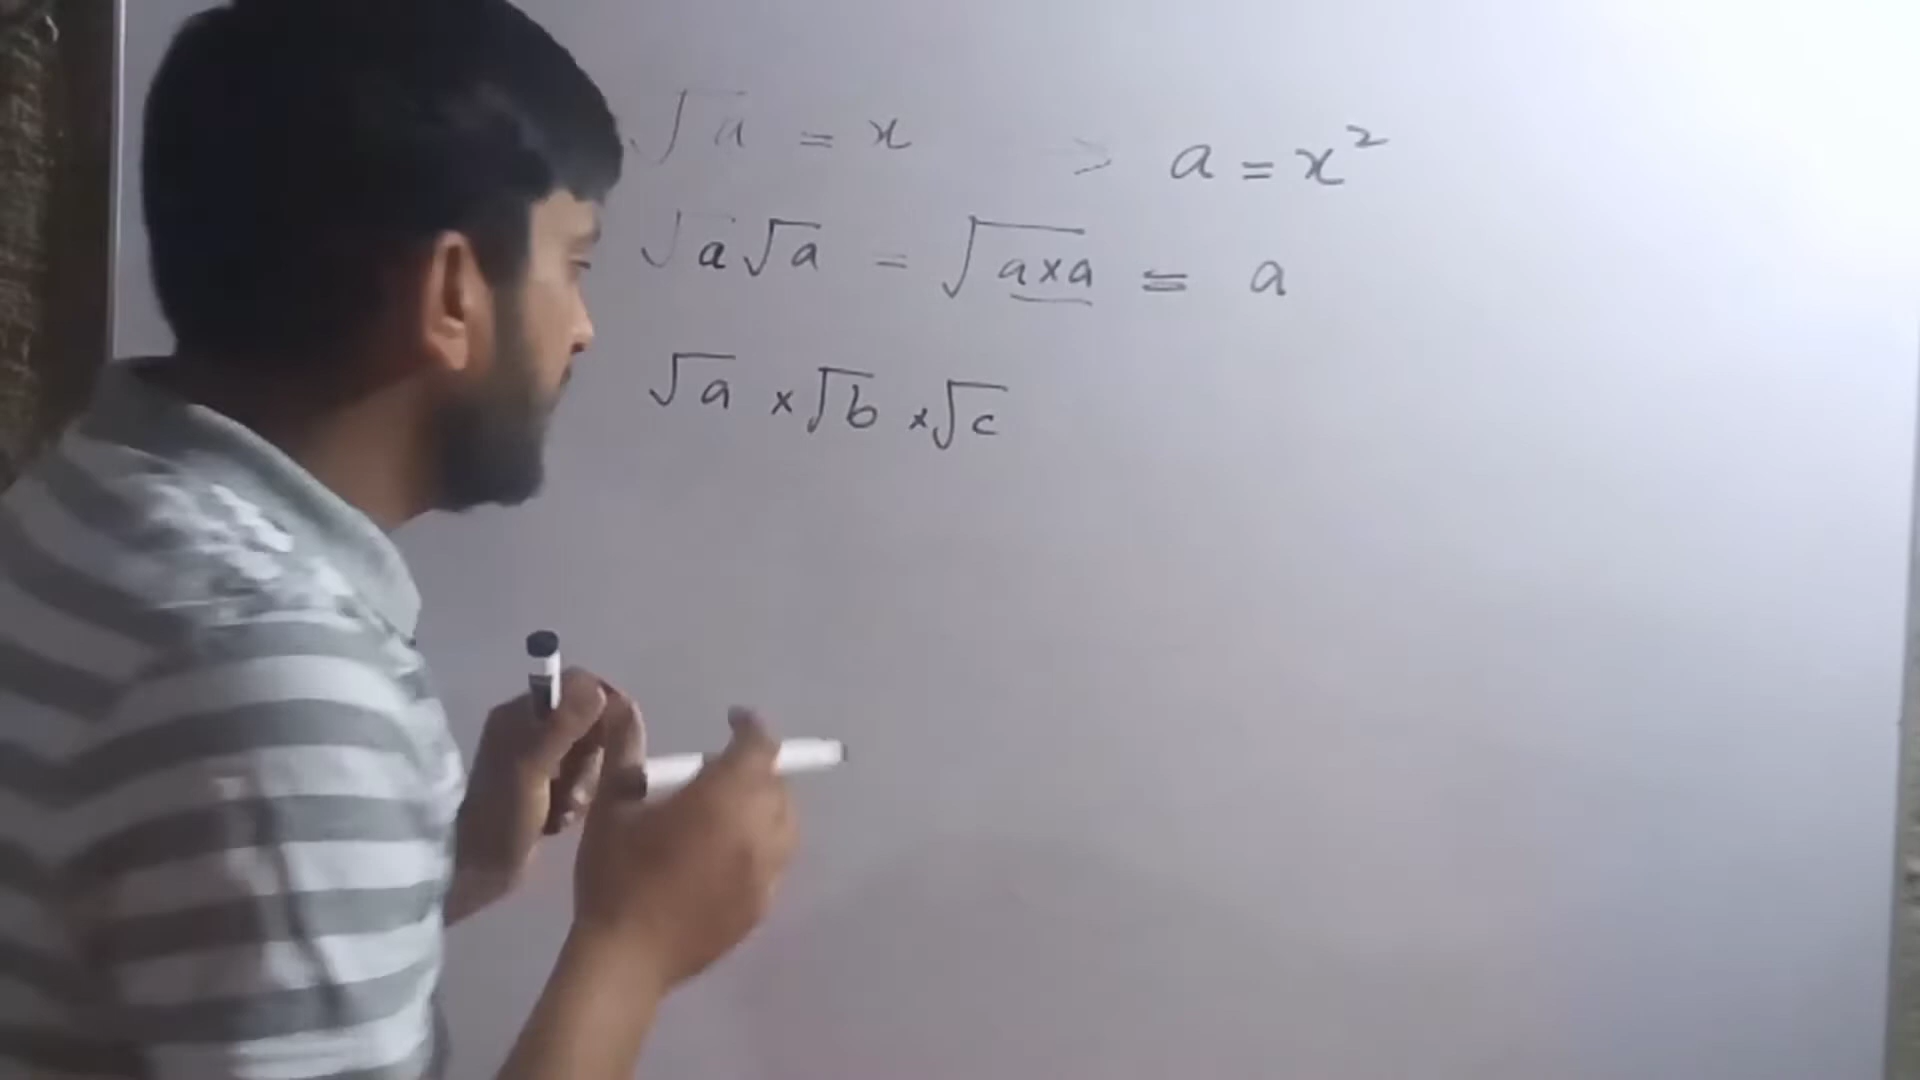 √a = x > a = x²
√a √a = √a×a = a
√a × √b × √c